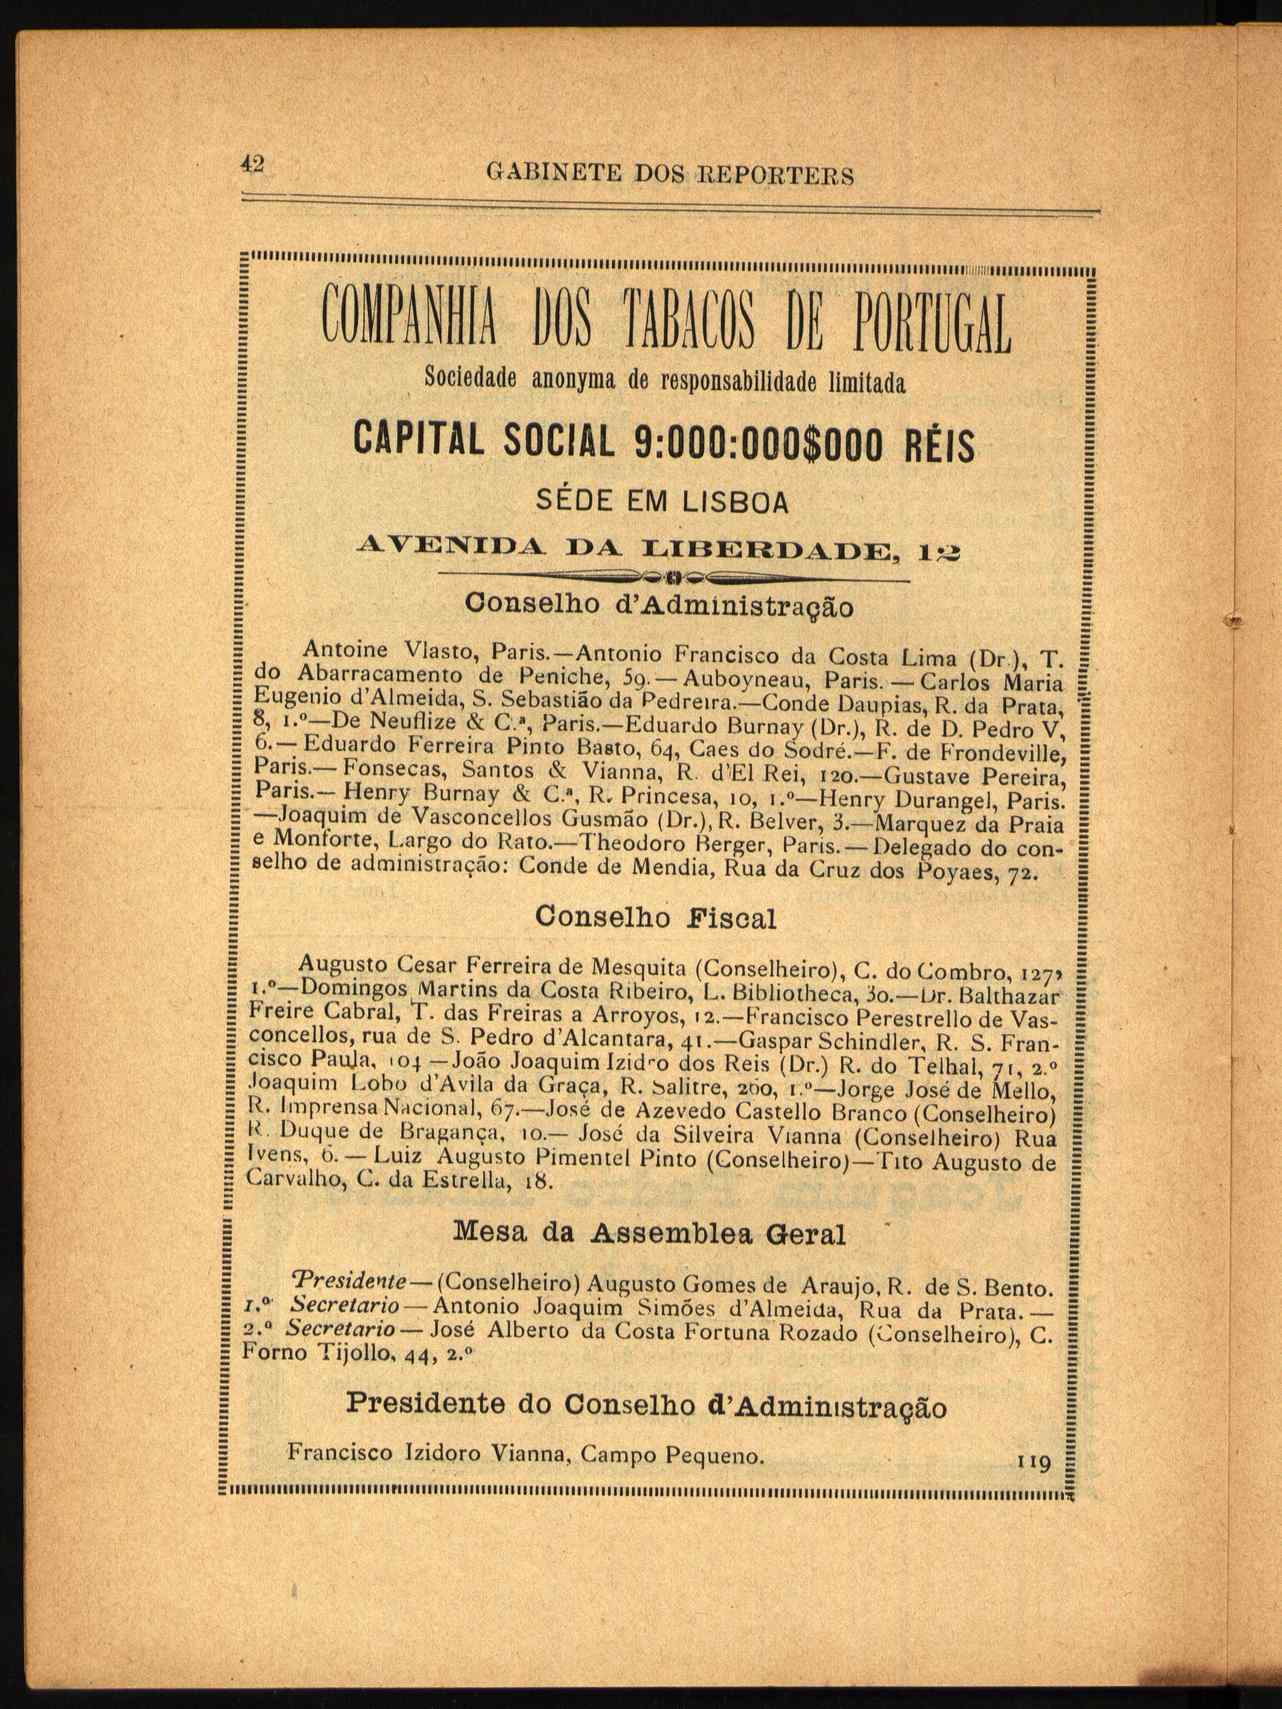 42
GABINETE DOS REPORTERS
COMPANHIA DOS TABACOS DE PORTUGAL
Sociedade anonyma de responsabilidade limitada
CAPITAL SOCIAL 9:000:000$000 RÉIS
SÉDE EM LISBOA
AVENIDA DA LIBERDADE, 12
Conselho d'Administração
Antoine Vlasto, Paris.—Antonio Francisco da Costa Lima (Dr.), T.
do Abarracamento de Peniche, 59.—Auboyneau, Paris.—Carlos Maria
Eugenio d'Almeida, S. Sebastião da Pedreira.—Conde Daupias, R. da Prata,
8, 1.º—De Neuflize & C.ª, Paris.—Eduardo Burnay (Dr.), R. de D. Pedro V,
6.—Eduardo Ferreira Pinto Basto, 64, Caes do Sodré.—F. de Frondeville,
Paris.—Fonsecas, Santos & Vianna, R. d'El Rei, 120.—Gustave Pereira,
Paris.—Henry Burnay & C.ª, R. Princesa, 10, 1.º—Henry Durangel, Paris.
—Joaquim de Vasconcellos Gusmão (Dr.), R. Belver, 3.—Marquez da Praia
e Monforte, Largo do Rato.—Theodoro Berger, Paris.—Delegado do con-
selho de administração: Conde de Mendia, Rua da Cruz dos Poyaes, 72.
Conselho Fiscal
Augusto Cesar Ferreira de Mesquita (Conselheiro), C. do Combro, 127,
1.º—Domingos Martins da Costa Ribeiro, L. Bibliotheca, 30.—Dr. Balthazar
Freire Cabral, T. das Freiras a Arroyos, 12.—Francisco Perestrello de Vas-
concellos, rua de S. Pedro d'Alcantara, 41.—Gaspar Schindler, R. S. Fran-
cisco Paula, 104—João Joaquim Izidro dos Reis (Dr.) R. do Telhal, 71, 2.º
Joaquim Lobo d'Avila da Graça, R. Salitre, 260, 1.º—Jorge José de Mello,
R. Imprensa Nacional, 67.—José de Azevedo Castello Branco (Conselheiro)
R. Duque de Bragança, 10.—José da Silveira Vianna (Conselheiro) Rua
Ivens, 6.—Luiz Augusto Pimentel Pinto (Conselheiro)—Tito Augusto de
Carvalho, C. da Estrella, 18.
Mesa da Assemblea Geral
Presidente—(Conselheiro) Augusto Gomes de Araujo, R. de S. Bento.
1.º Secretario—Antonio Joaquim Simões d'Almeida, Rua da Prata.—
2.º Secretario—José Alberto da Costa Fortuna Rozado (Conselheiro), C.
Forno Tijollo, 44, 2.º
Presidente do Conselho d'Administração
Francisco Izidoro Vianna, Campo Pequeno.
119